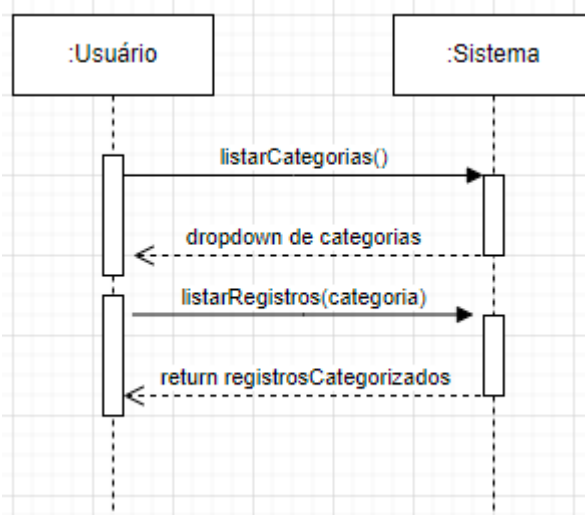 :Usuário
:Sistema
listarCategorias()
dropdown de categorias
listarRegistros(categoria)
return registrosCategorizados